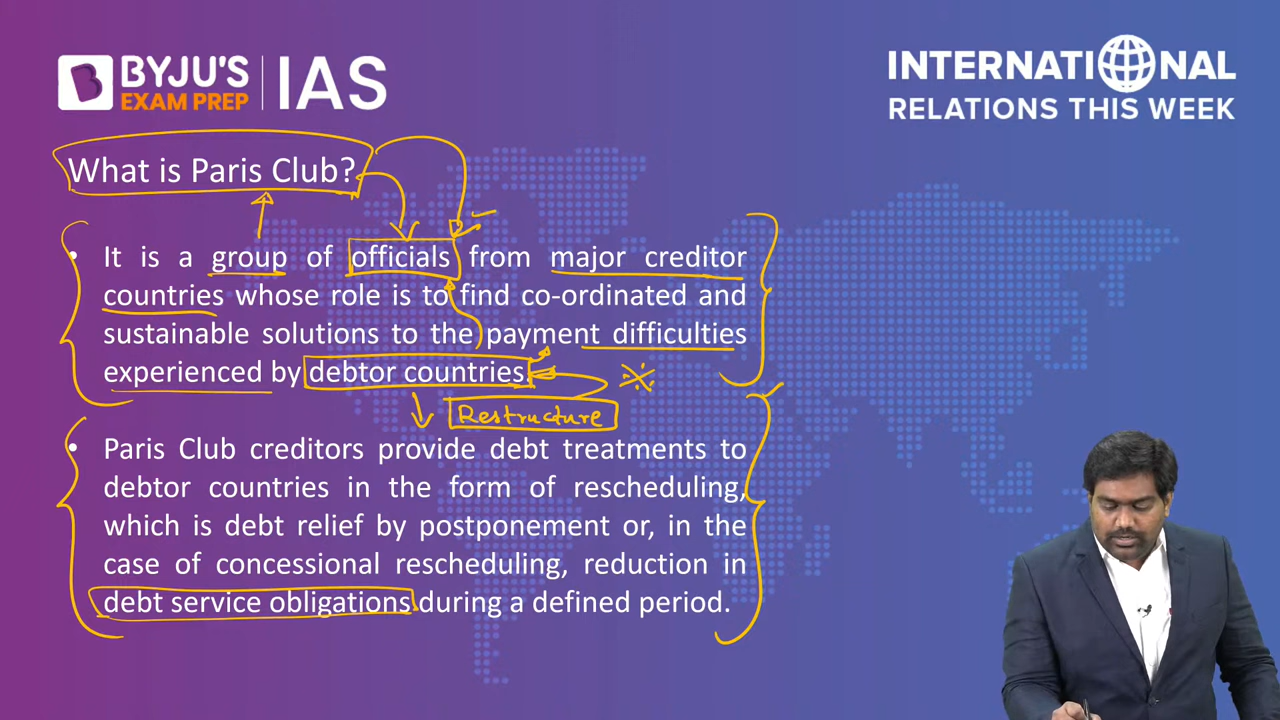 BYJU'S
EXAM PREP
IAS
INTERNATIONAL
RELATIONS THIS WEEK
What is Paris Club?
• It is a group of officials from major creditor
countries whose role is to find co-ordinated and
sustainable solutions to the payment difficulties
experienced by debtor countries
Restructure
• Paris Club creditors provide debt treatments to
debtor countries in the form of rescheduling,
which is debt relief by postponement or, in the
case of concessional rescheduling, reduction in
debt service obligations during a defined period.